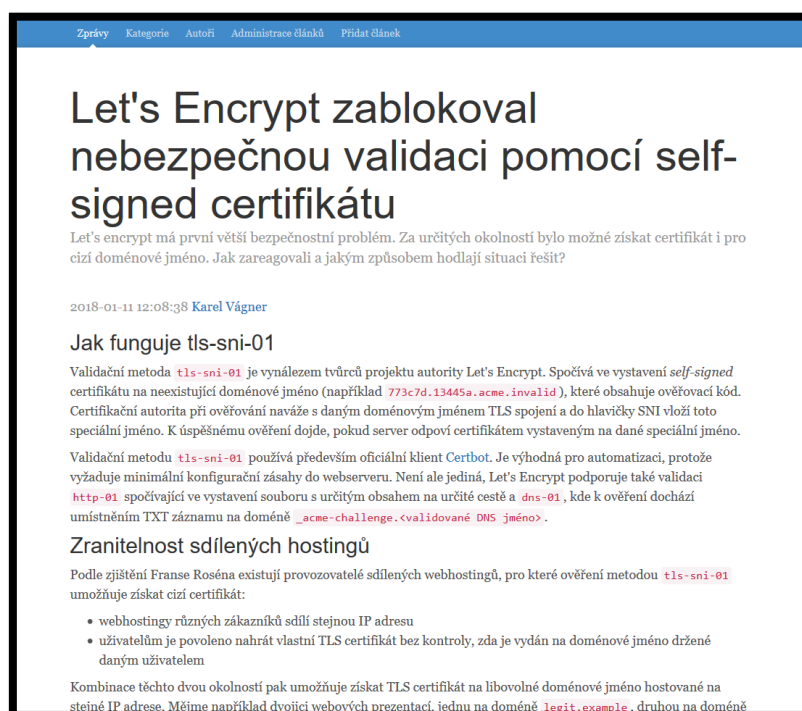 Zprávy Kategorie Autoři Administrace článků Přidat článek
Let's Encrypt zablokoval
nebezpečnou validaci pomocí self-
signed certifikátu
Let's encrypt má první větší bezpečnostní problém. Za určitých okolností bylo možné získat certifikát i pro
cizí doménové jméno. Jak zareagovali a jakým způsobem hodlají situaci řešit?
2018-01-11 12:08:38 Karel Vágner
Jak funguje tls-sni-01
Validační metoda tls-sni-01 je vynálezem tvůrců projektu autority Let's Encrypt. Spočívá ve vystavení self-signed
certifikátu na neexistující doménové jméno (například 773c7d.13445a.acme.invalid), které obsahuje ověřovací kód.
Certifikační autorita při ověřování naváže s daným doménovým jménem TLS spojení a do hlavičky SNI vloží toto
speciální jméno. K úspěšnému ověření dojde, pokud server odpoví certifikátem vystaveným na dané speciální jméno.
Validační metodu tls-sni-01 používá především oficiální klient Certbot. Je výhodná pro automatizaci, protože
vyžaduje minimální konfigurační zásahy do webserveru. Není ale jediná, Let's Encrypt podporuje také validaci
http-01 spočívající ve vystavení souboru s určitým obsahem na určité cestě a dns-01, kde k ověření dochází
umístněním TXT záznamu na doméně _acme-challenge.<validované DNS jméno>.
Zranitelnost sdílených hostingů
Podle zjištění Franse Roséna existují provozovatelé sdílených webhostingů, pro které ověření metodou tls-sni-01
umožňuje získat cizí certifikát:
• webhostingy různých zákazníků sdílí stejnou IP adresu
• uživatelům je povoleno nahrát vlastní TLS certifikát bez kontroly, zda je vydán na doménové jméno držené
daným uživatelem
Kombinace těchto dvou okolností pak umožňuje získat TLS certifikát na libovolné doménové jméno hostované na
stejné IP adrese. Mějme například dvojici webových prezentací, jednu na doméně legit.example, druhou na doméně